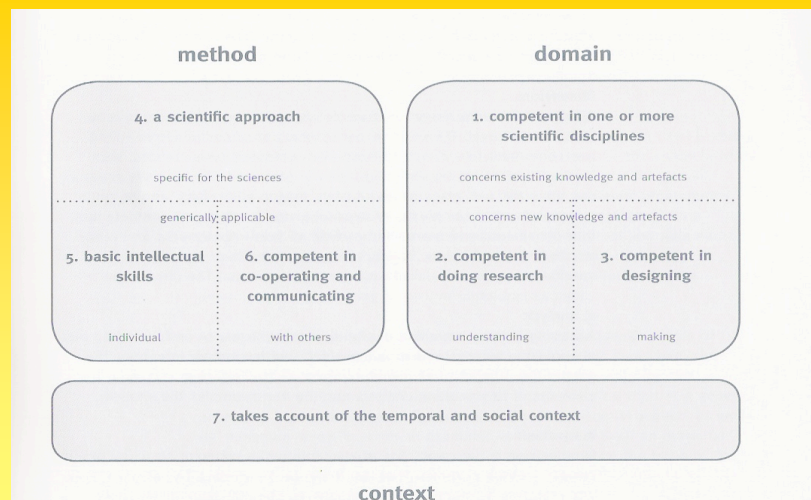 method
4. a scientific approach
specific for the sciences
generically applicable
5. basic intellectual
skills
individual
6. competent in
co-operating and
communicating
with others
domain
1. competent in one or more
scientific disciplines
concerns existing knowledge and artefacts
concerns new knowledge and artefacts
2. competent in
doing research
understanding
3. competent in
designing
making
7. takes account of the temporal and social context
context